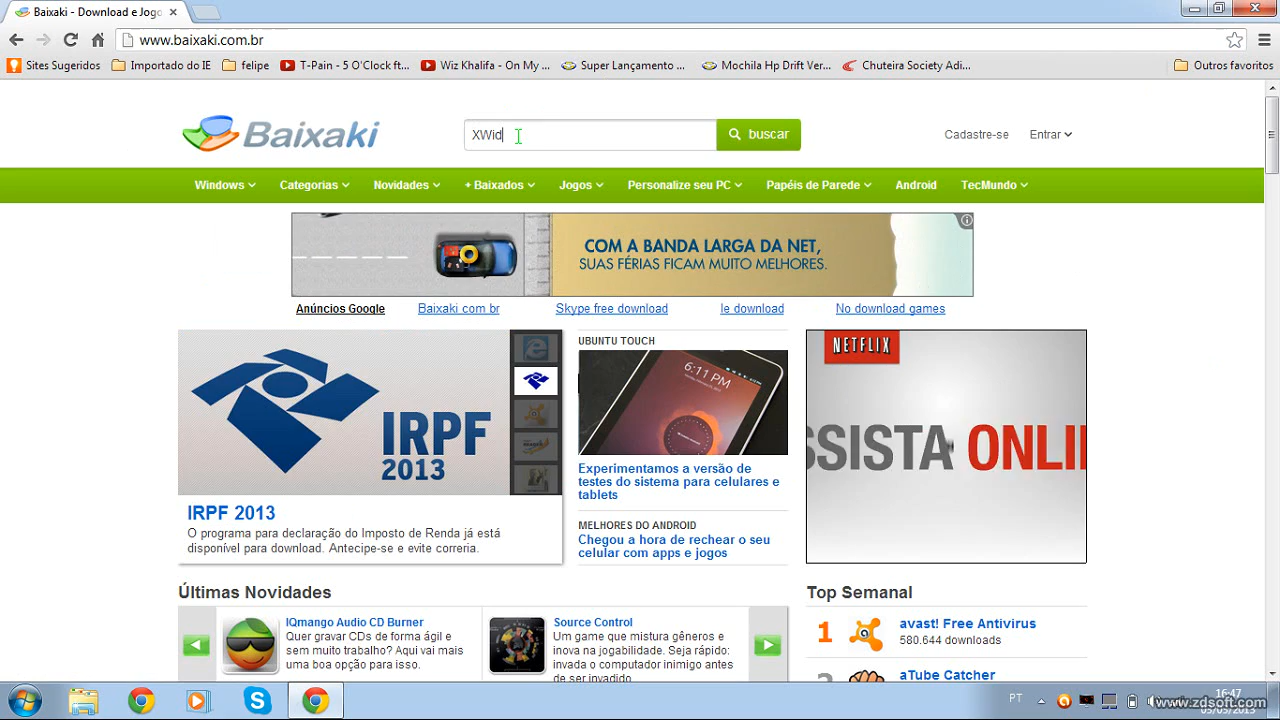 Baixaki - Download e Jogo
www.baixaki.com.br
Sites Sugeridos
Importado do IE
felipe
T-Pain - 5 O'Clock ft...
Wiz Khalifa - On My ...
Super Lançamento ...
Mochila Hp Drift Ver...
Chuteira Society Adi...
Outros favoritos
Baixaki
XWid
buscar
Cadastre-se
Entrar
Windows
Categorias
Novidades
+ Baixados
Jogos
Personalize seu PC
Papéis de Parede
Android
TecMundo
COM A BANDA LARGA DA NET,
SUAS FÉRIAS FICAM MUITO MELHORES.
Anúncios Google
Baixaki com br
Skype free download
Ie download
No download games
IRPF
2013
IRPF 2013
O programa para declaração do Imposto de Renda já está
disponível para download. Antecipe-se e evite correria.
UBUNTU TOUCH
6:11 PM
Experimentamos a versão de
testes do sistema para celulares e
tablets
MELHORES DO ANDROID
Chegou a hora de rechear o seu
celular com apps e jogos
NETFLIX
SSISTA ONLI
Últimas Novidades
IQmango Audio CD Burner
Quer gravar CDs de forma ágil e
sem muito trabalho? Aqui vai mais
uma boa opção para isso.
Source Control
Um game que mistura gêneros e
inova na jogabilidade. Seja rápido:
invada o computador inimigo antes
de ser invadido
Top Semanal
1
avast! Free Antivirus
580.644 downloads
2
aTube Catcher
PT
16:47
www.zdsoft.com